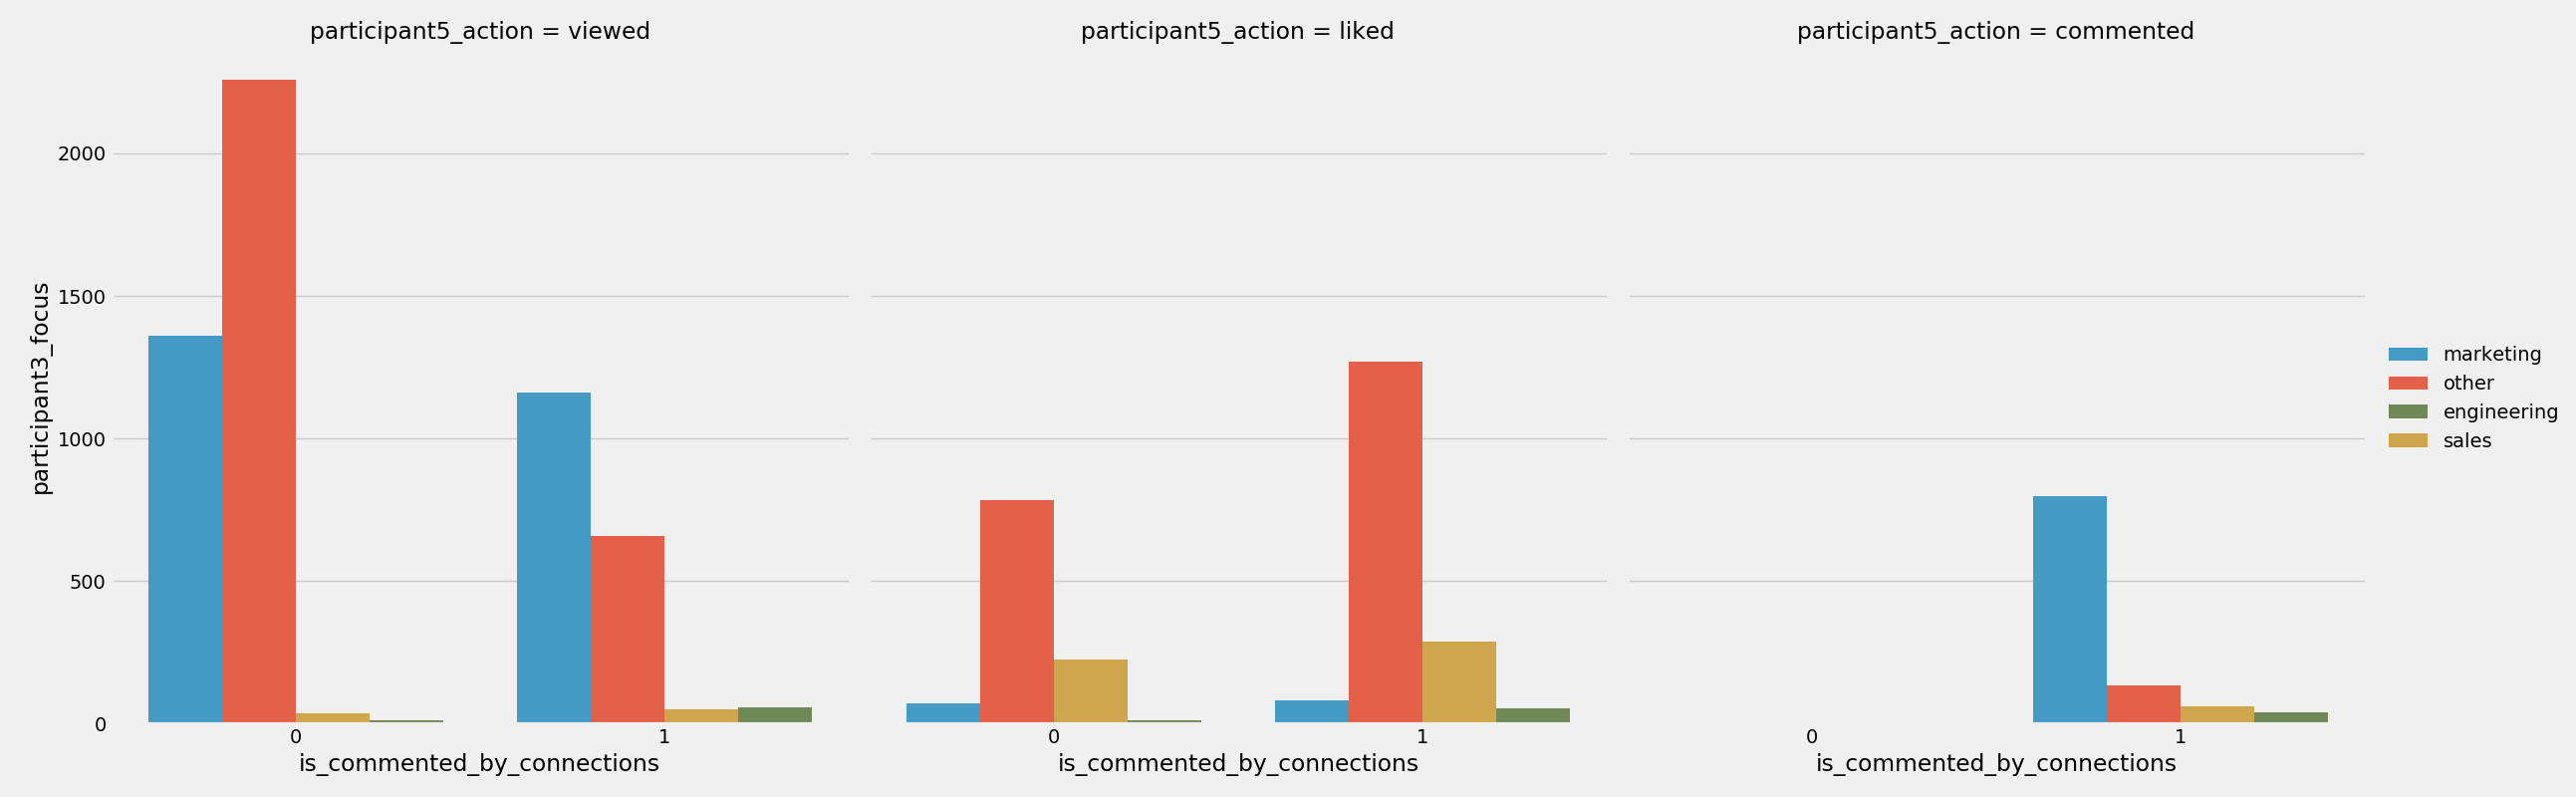 participant5_action = viewed
participant5_action = liked
participant5_action = commented
participant3_focus
2000
1500
1000
500
0
0
1
0
1
0
1
is_commented_by_connections
is_commented_by_connections
is_commented_by_connections
marketing
other
engineering
sales